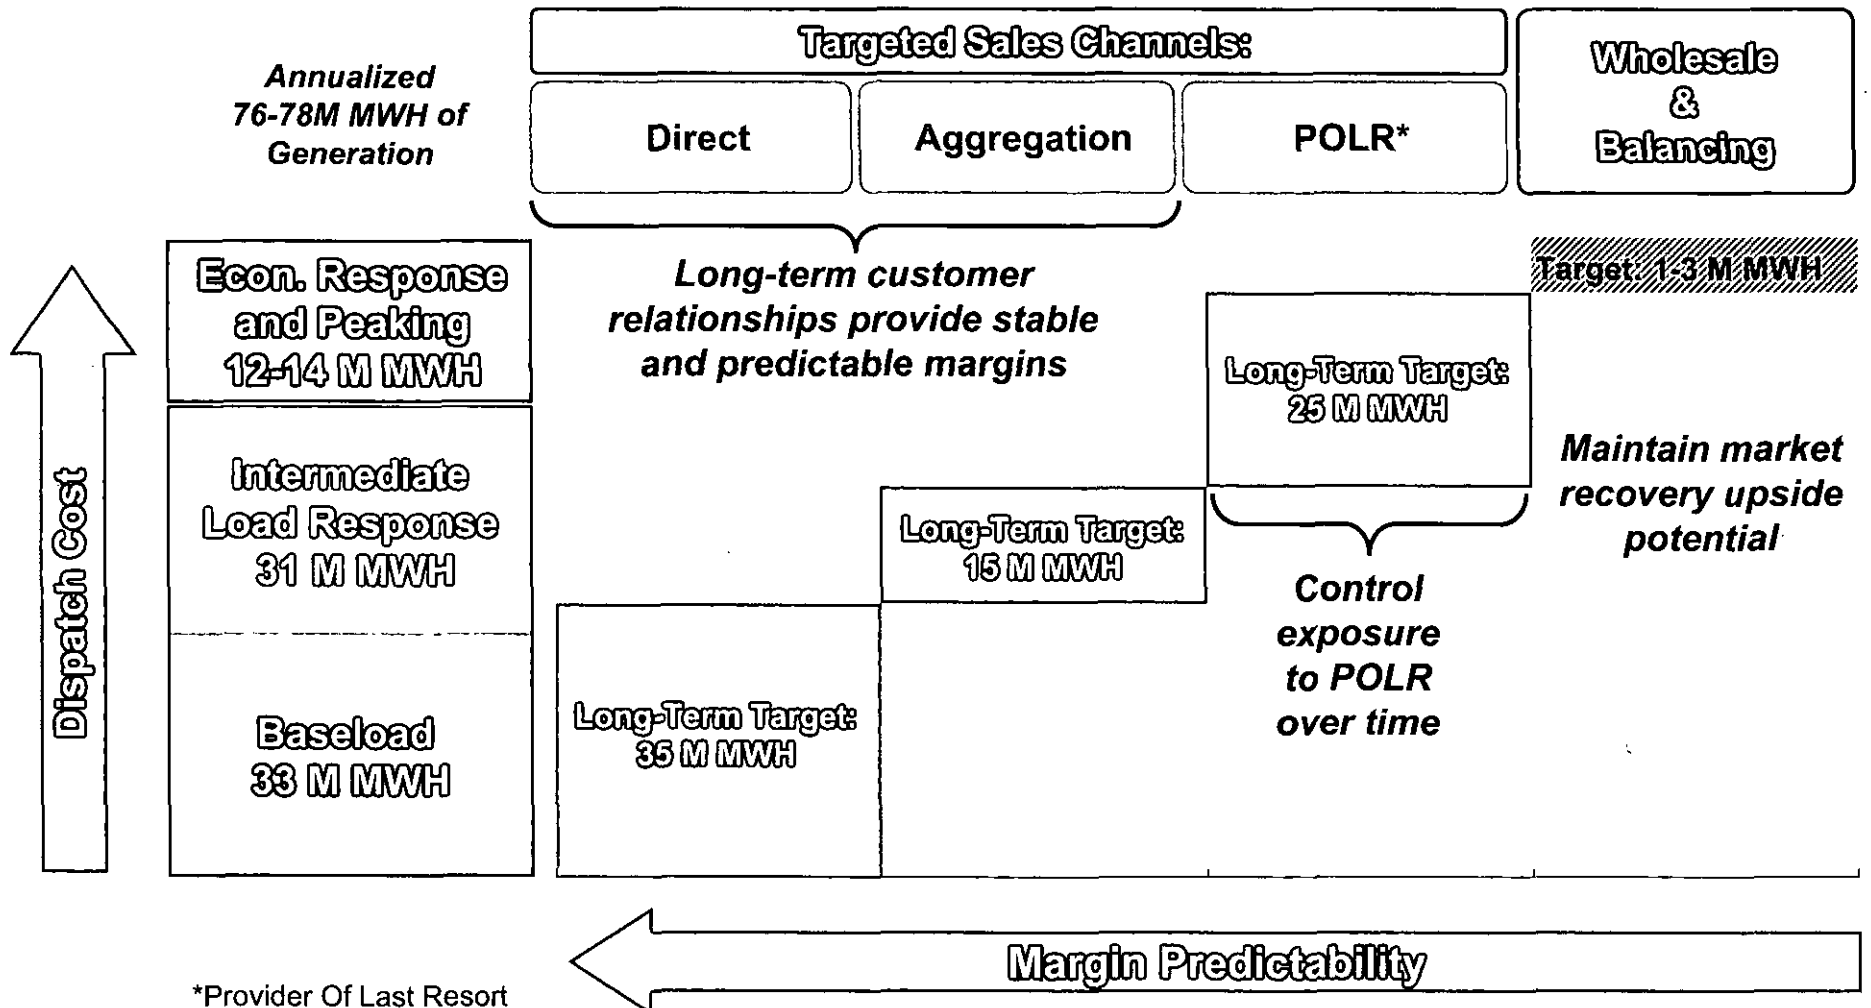 Annualized
76-78M MWH of
Generation
Targeted Sales Channels:
Direct
Aggregation
POLR*
Wholesale
&
Balancing
Dispatch Cost
Econ. Response
and Peaking
12-14 M MWH
Intermediate
Load Response
31 M MWH
Baseload
33 M MWH
Long-term customer
relationships provide stable
and predictable margins
Long-Term Target:
35 M MWH
Long-Term Target:
15 M MWH
Long-Term Target:
25 M MWH
Control
exposure
to POLR
over time
Target: 1-3 M MWH
Maintain market
recovery upside
potential
Margin Predictability
*Provider Of Last Resort